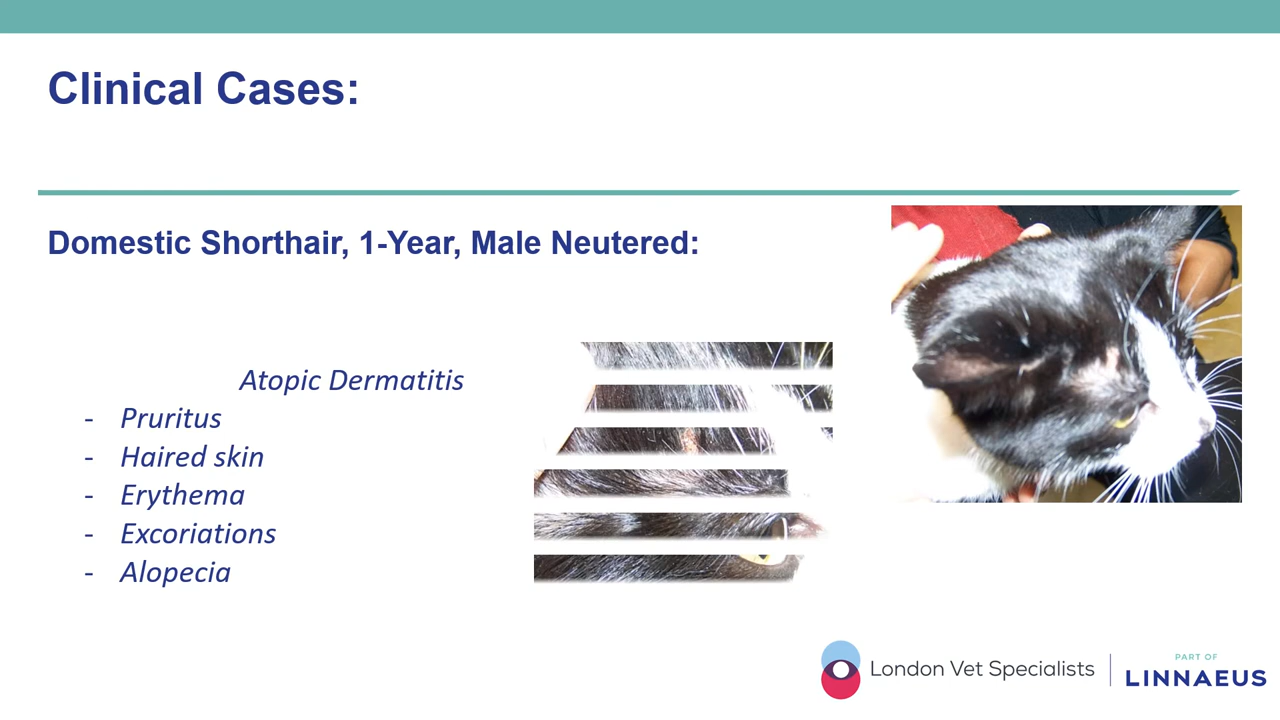 Clinical Cases:
Domestic Shorthair, 1-Year, Male Neutered:
Atopic Dermatitis
- Pruritus
- Haired skin
- Erythema
- Excoriations
- Alopecia
London Vet Specialists
PART OF
LINNAEUS